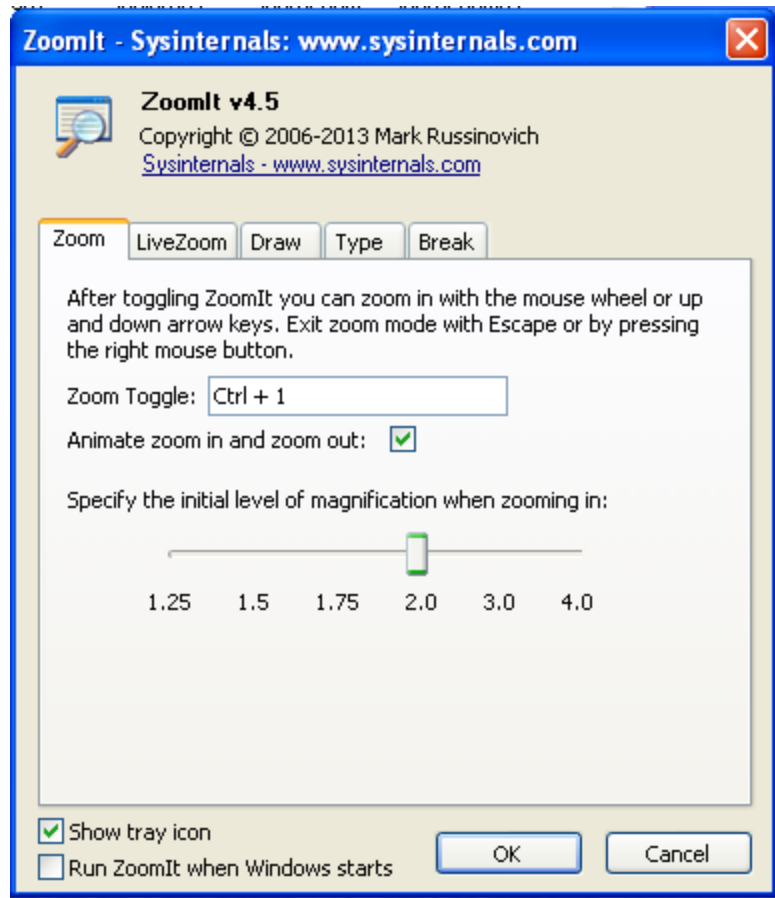 ZoomIt - Sysinternals: www.sysinternals.com
ZoomIt v4.5
Copyright © 2006-2013 Mark Russinovich
Sysinternals - www.sysinternals.com
Zoom LiveZoom Draw Type Break
After toggling ZoomIt you can zoom in with the mouse wheel or up
and down arrow keys. Exit zoom mode with Escape or by pressing
the right mouse button.
Zoom Toggle: Ctrl + 1
Animate zoom in and zoom out:
Specify the initial level of magnification when zooming in:
1.25 1.5 1.75 2.0 3.0 4.0
Show tray icon
Run ZoomIt when Windows starts
OK Cancel